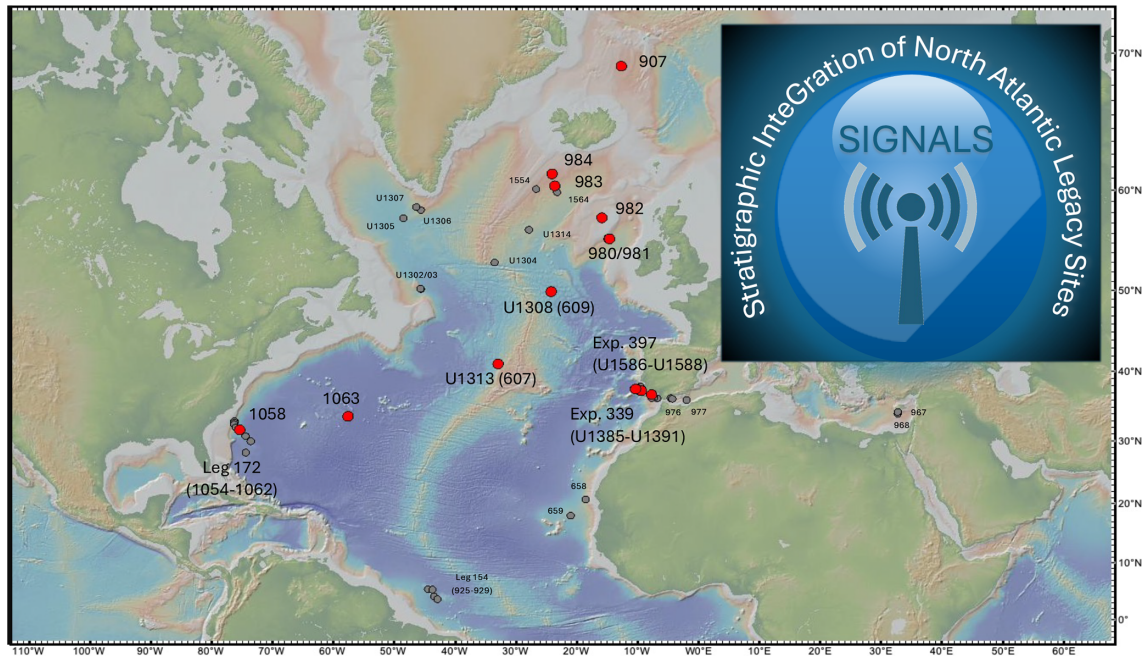 Stratigraphic InteGration of North Atlantic Legacy Sites
SIGNALS
907
984
983
1554
1564
982
980/981
U1307
U1306
U1305
U1314
U1304
U1302/03
U1308 (609)
Exp. 397
(U1586-U1588)
U1313 (607)
1063
1058
Exp. 339
(U1385-U1391)
976
977
967
968
Leg 172
(1054-1062)
658
659
Leg 154
(925-929)
70°N
60°N
50°N
40°N
30°N
20°N
10°N
0°
110°W
100°W
90°W
80°W
70°W
60°W
50°W
40°W
30°W
20°W
10°W
W00°E
10°E
20°E
30°E
40°E
50°E
60°E